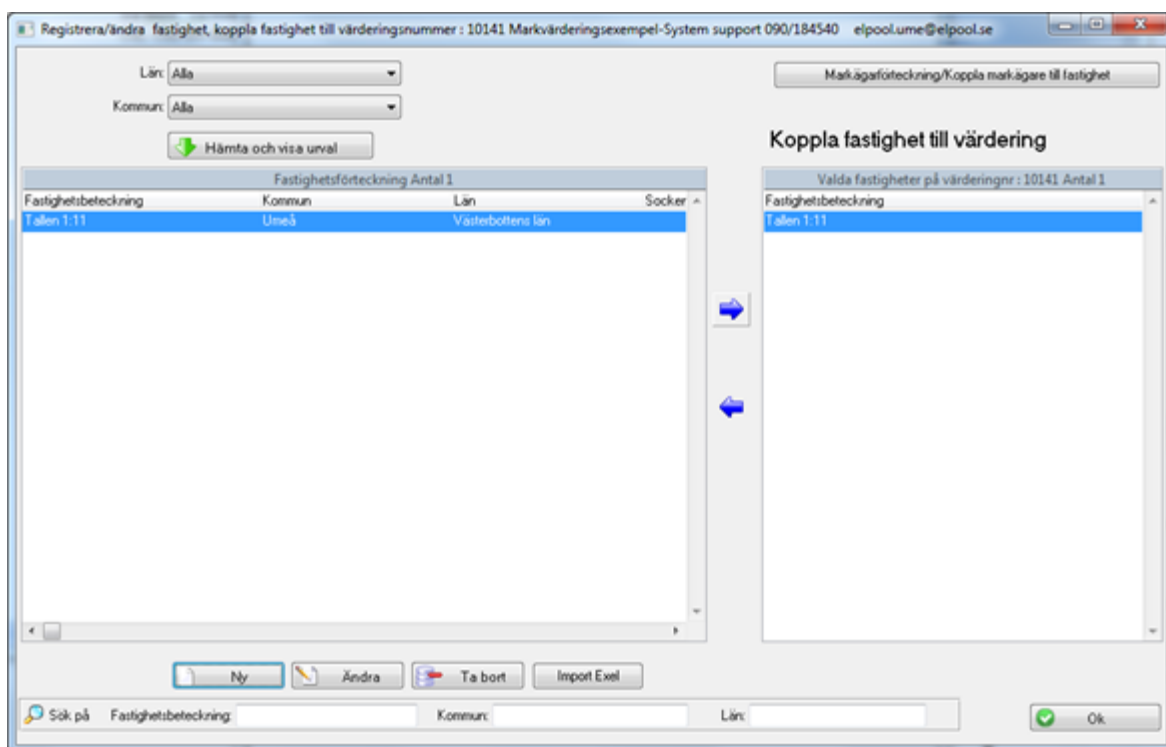 Registrera/ändra fastighet, koppla fastighet till värderingsnummer : 10141 Markvärderingsexempel-System support 090/184540 elpool.ume@elpool.se
Län: Alla
Markägarförteckning/Koppla markägare till fastighet
Kommun: Alla
Hämta och visa urval
Koppla fastighet till värdering
Fastighetsförteckning Antal 1
Valda fastigheter på värderingnr : 10141 Antal 1
Fastighetsbeteckning Kommun Län Socker
Fastighetsbeteckning
Tallen 1:11 Umeå Västerbottens län
Tallen 1:11
Ny Ändra Ta bort Import Exel
Sök på Fastighetsbeteckning: Kommun: Län:
Ok